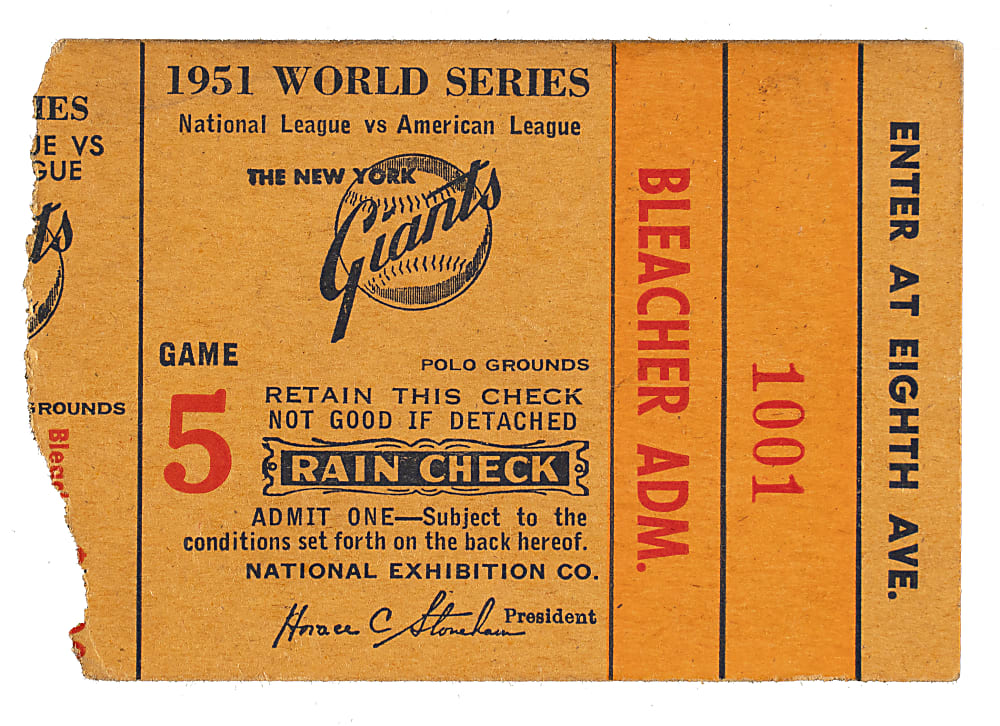 IES
UE VS
GUE
ts
GROUNDS
1951 WORLD SERIES
National League vs American League
THE NEW YORK
Giants
GAME
5
POLO GROUNDS
RETAIN THIS CHECK
NOT GOOD IF DETACHED
RAIN CHECK
ADMIT ONE—Subject to the
conditions set forth on the back hereof.
NATIONAL EXHIBITION CO.
Horace C Stoneham President
BLEACHER ADM.
1001
ENTER AT EIGHTH AVE.